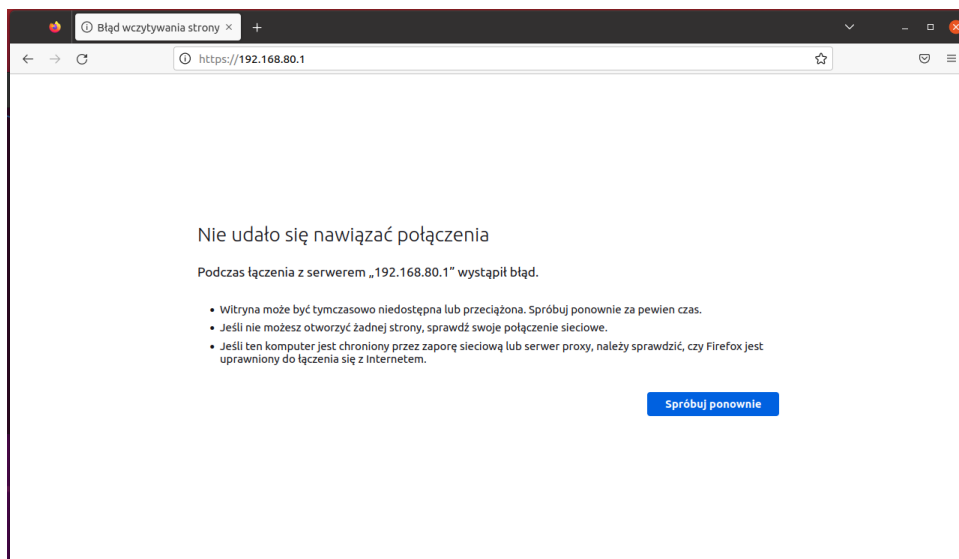 Błąd wczytywania strony
https://192.168.80.1
Nie udało się nawiązać połączenia
Podczas łączenia z serwerem „192.168.80.1” wystąpił błąd.
• Witryna może być tymczasowo niedostępna lub przeciążona. Spróbuj ponownie za pewien czas.
• Jeśli nie możesz otworzyć żadnej strony, sprawdź swoje połączenie sieciowe.
• Jeśli ten komputer jest chroniony przez zaporę sieciową lub serwer proxy, należy sprawdzić, czy Firefox jest
uprawniony do łączenia się z Internetem.
Spróbuj ponownie